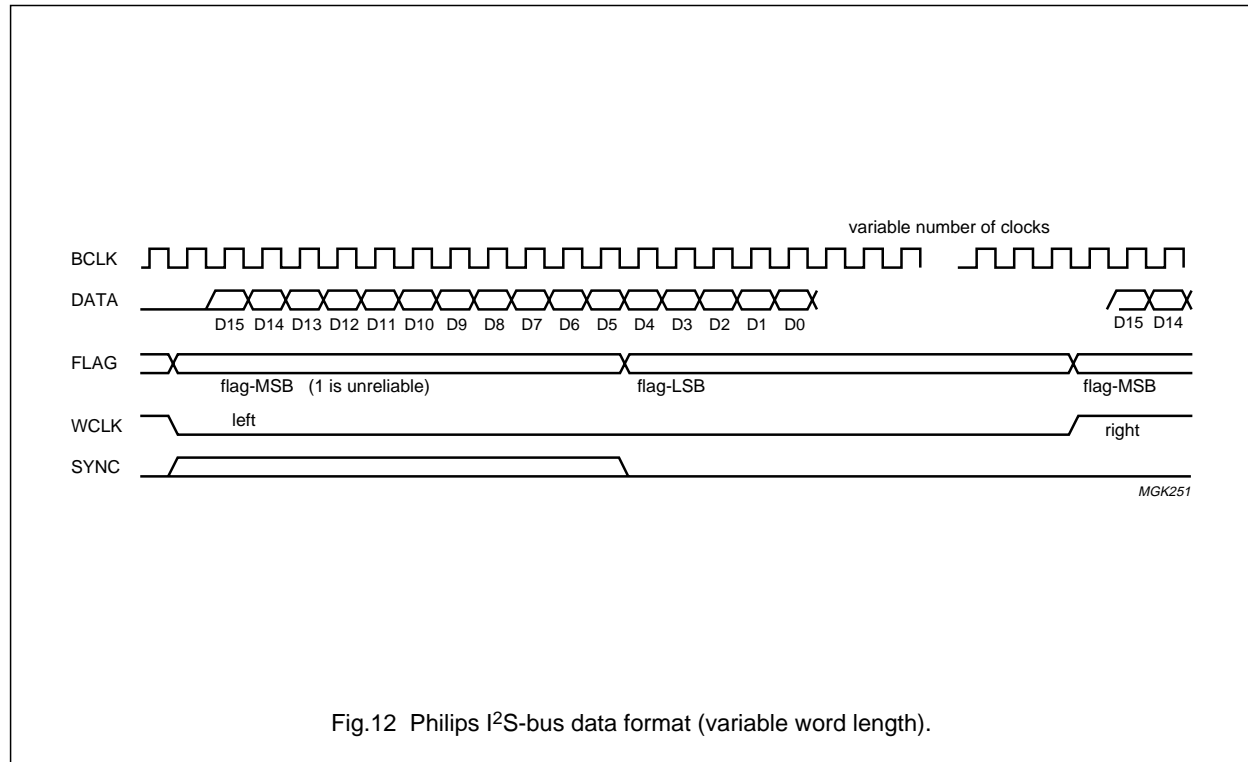 variable number of clocks
BCLK
DATA
D15 D14 D13 D12 D11 D10 D9 D8 D7 D6 D5 D4 D3 D2 D1 D0 D15 D14
FLAG
flag-MSB (1 is unreliable) flag-LSB flag-MSB
WCLK left right
SYNC
MGK251
Fig.12 Philips I²S-bus data format (variable word length).